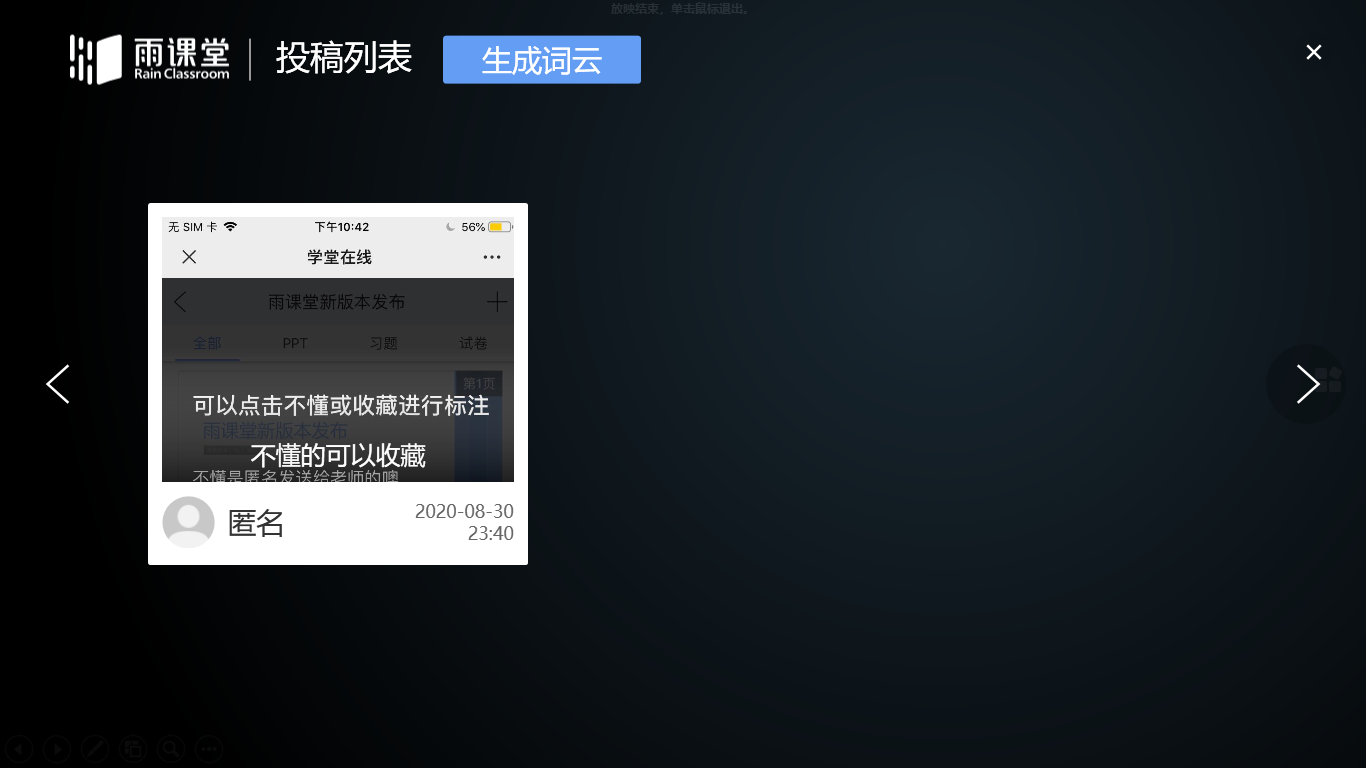 放映结束，单击鼠标退出。
雨课堂
Rain Classroom
投稿列表
生成词云
无 SIM 卡
下午10:42
56%
学堂在线
雨课堂新版本发布
全部
PPT
习题
试卷
第1页
可以点击不懂或收藏进行标注
雨课堂新版本发布
不懂的可以收藏
不懂是匿名发送给老师的噢
匿名
2020-08-30
23:40